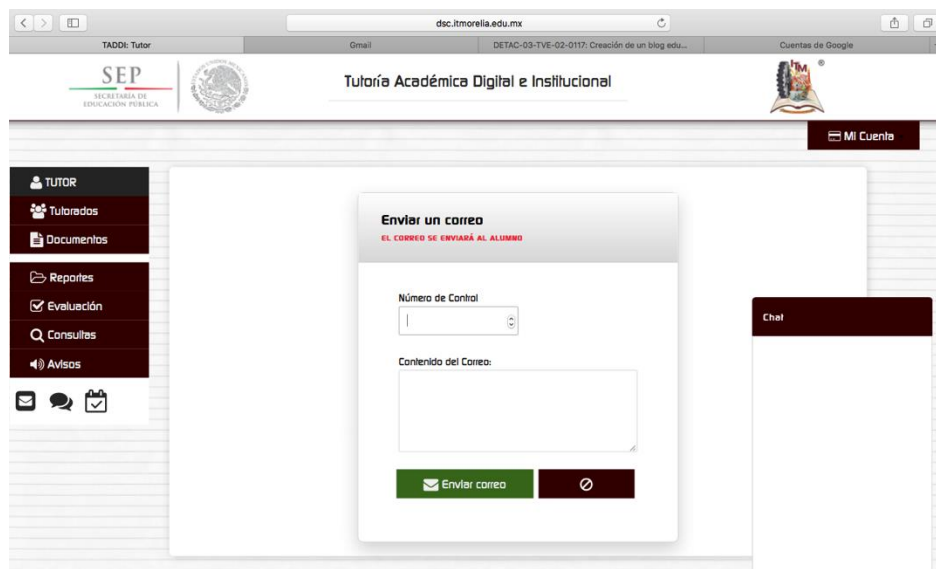 dsc.itmorelia.edu.mx
TADDI: Tutor
Gmail
DETAC-03-TVE-02-0117: Creación de un blog edu...
Cuentas de Google
SEP
SECRETARÍA DE
EDUCACIÓN PÚBLICA
Tutoría Académica Digital e Institucional
ITM
®
Mi Cuenta
TUTOR
Tutorados
Documentos
Reportes
Evaluación
Consultas
Avisos
Enviar un correo
EL CORREO SE ENVIARÁ AL ALUMNO
Número de Control
Contenido del Correo:
Enviar correo
Chat